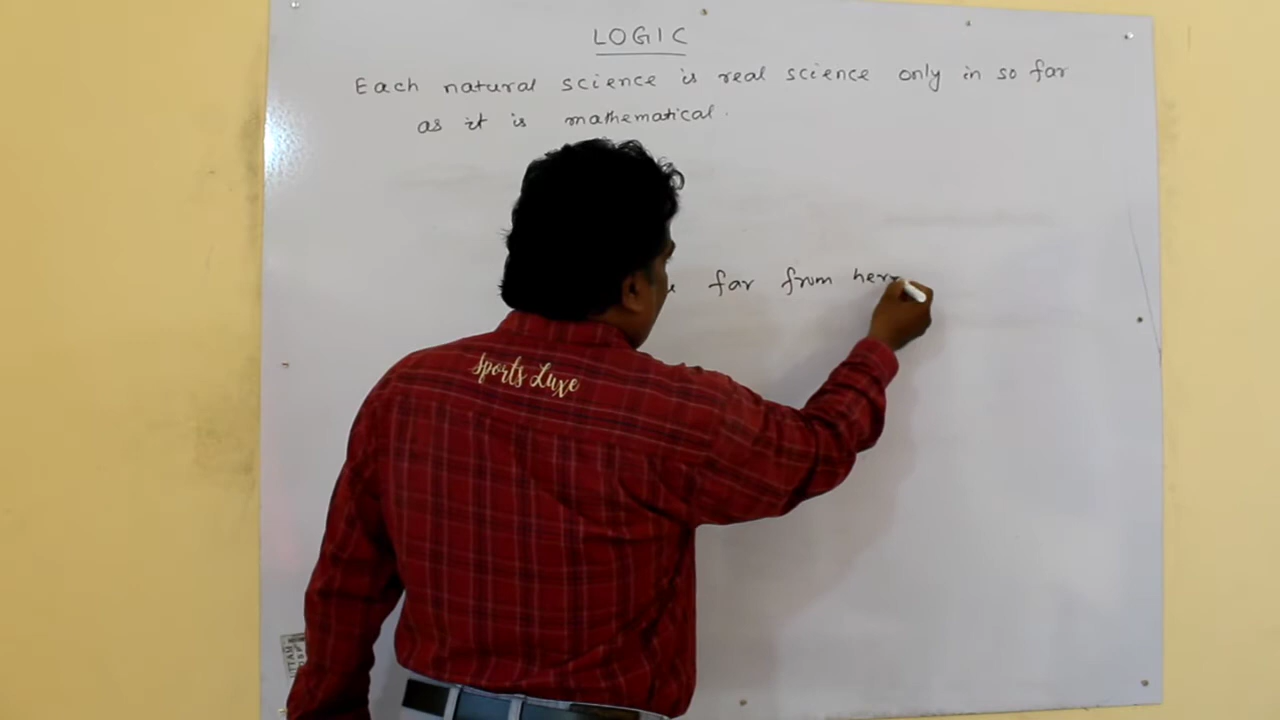 LOGIC
Each natural science is real science only in so far
as it is mathematical.
far from her
Sports Luxe